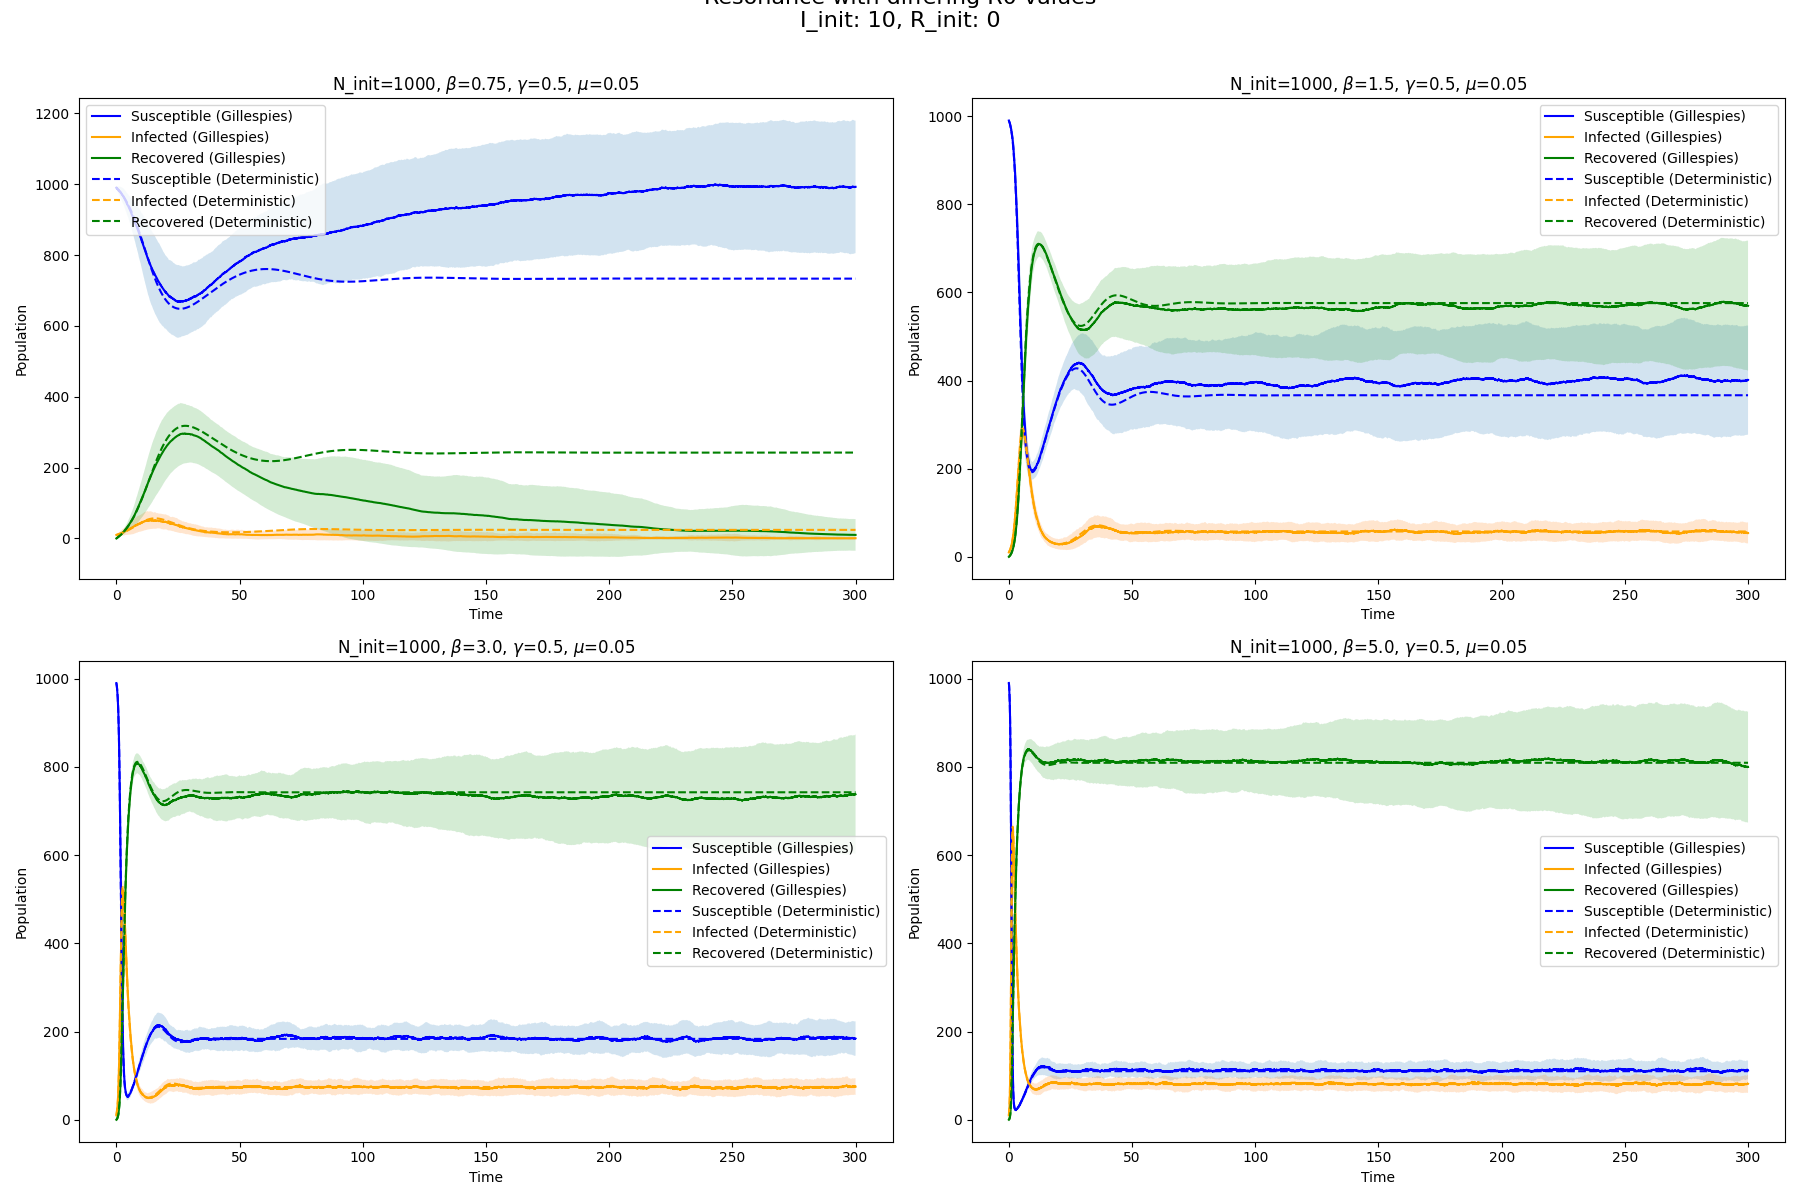 Resonance with differing R0 values
I_init: 10, R_init: 0
N_init=1000, β=0.75, γ=0.5, μ=0.05
Population
1200
1000
800
600
400
200
0
Susceptible (Gillespies)
Infected (Gillespies)
Recovered (Gillespies)
Susceptible (Deterministic)
Infected (Deterministic)
Recovered (Deterministic)
0 50 100 150 200 250 300
Time
N_init=1000, β=1.5, γ=0.5, μ=0.05
Population
1000
800
600
400
200
0
Susceptible (Gillespies)
Infected (Gillespies)
Recovered (Gillespies)
Susceptible (Deterministic)
Infected (Deterministic)
Recovered (Deterministic)
0 50 100 150 200 250 300
Time
N_init=1000, β=3.0, γ=0.5, μ=0.05
Population
1000
800
600
400
200
0
Susceptible (Gillespies)
Infected (Gillespies)
Recovered (Gillespies)
Susceptible (Deterministic)
Infected (Deterministic)
Recovered (Deterministic)
0 50 100 150 200 250 300
Time
N_init=1000, β=5.0, γ=0.5, μ=0.05
Population
1000
800
600
400
200
0
Susceptible (Gillespies)
Infected (Gillespies)
Recovered (Gillespies)
Susceptible (Deterministic)
Infected (Deterministic)
Recovered (Deterministic)
0 50 100 150 200 250 300
Time